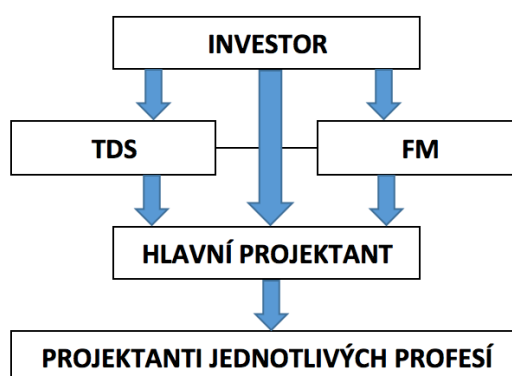 INVESTOR
TDS
FM
HLAVNÍ PROJEKTANT
PROJEKTANTI JEDNOTLIVÝCH PROFESÍ